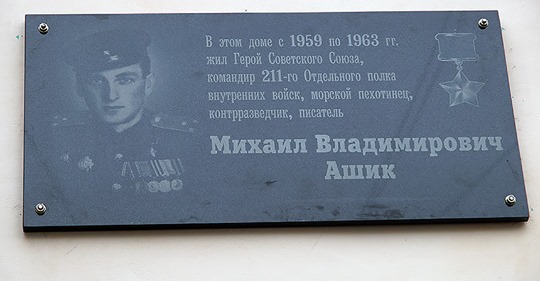 В этом доме с 1959 по 1963 гг.
жил Герой Советского Союза,
командир 211-го Отдельного полка
внутренних войск, морской пехотинец,
контрразведчик, писатель
Михаил Владимирович
Ашик